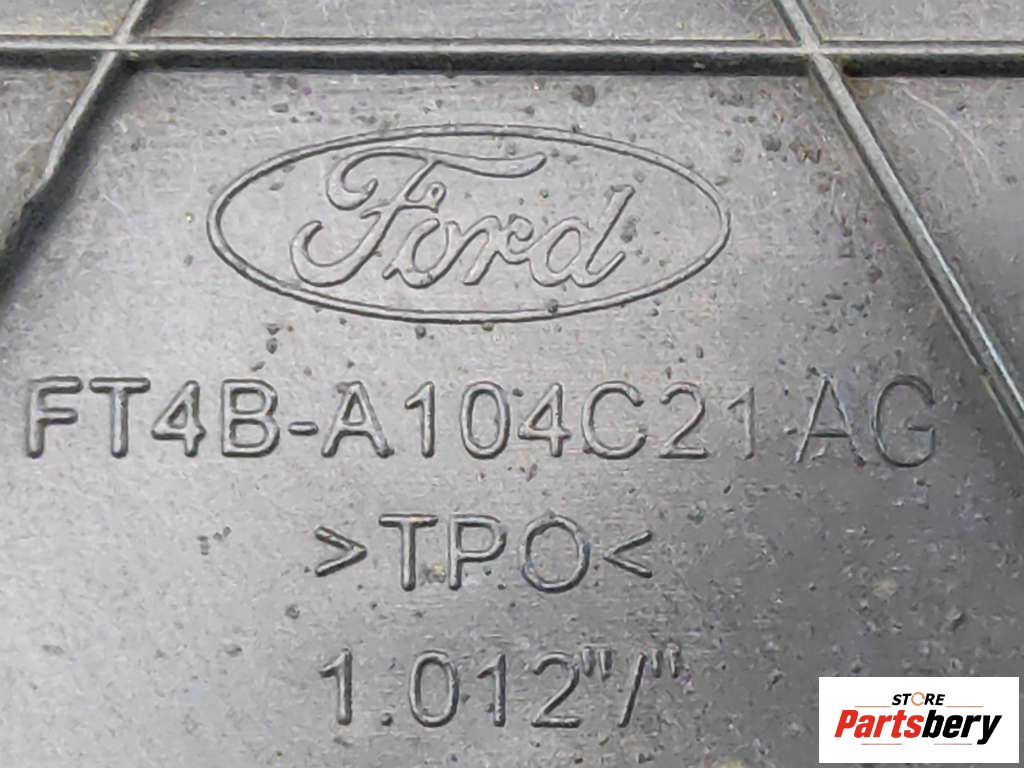 Ford
FT4B-A104C21-AG
>TPO<
1.012"/"
STORE
Partsbery